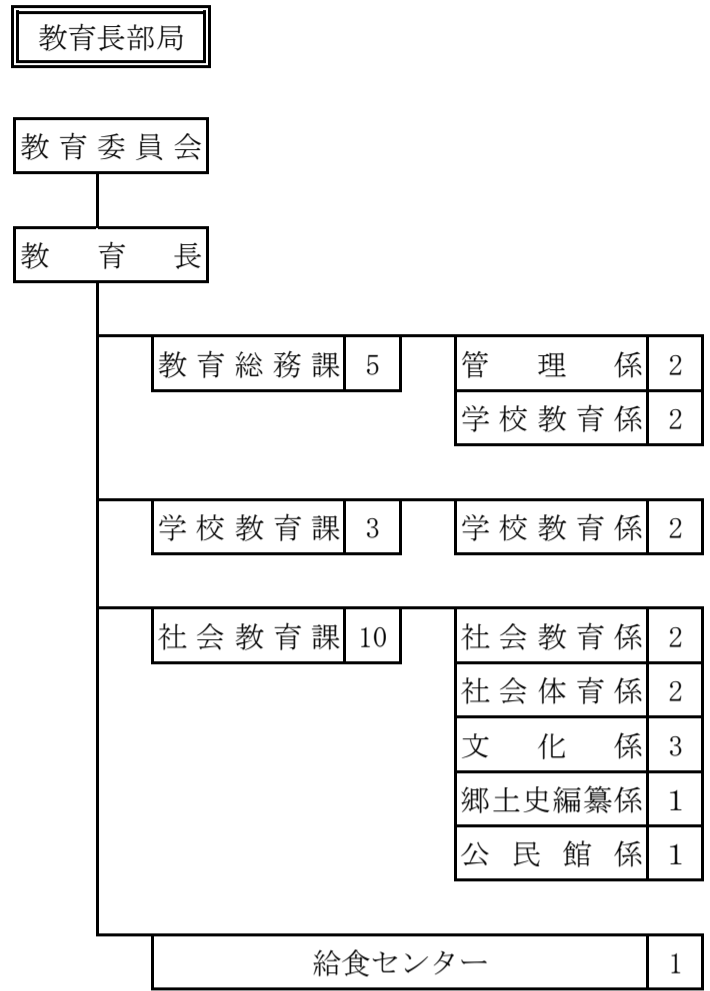 教育長部局
教育委員会
教育長
教育総務課 5 管理係 2
学校教育係 2
学校教育課 3 学校教育係 2
社会教育課 10 社会教育係 2
社会体育係 2
文化係 3
郷土史編纂係 1
公民館係 1
給食センター 1